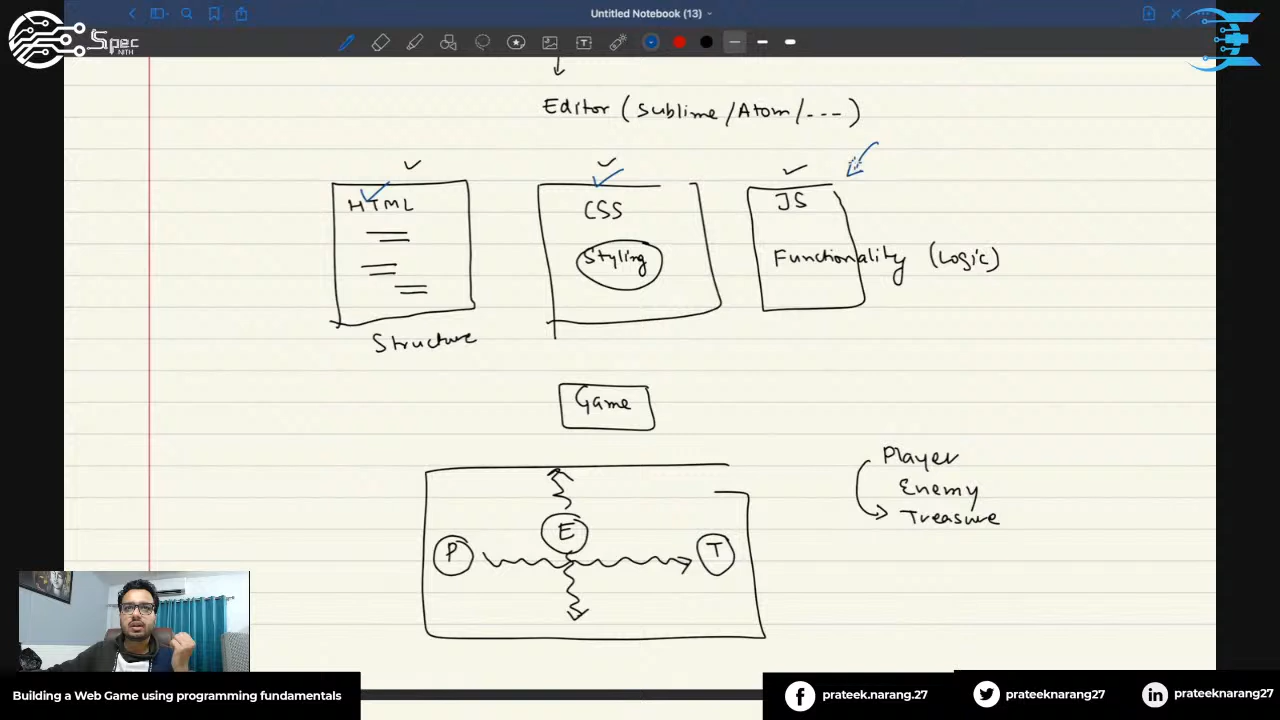 Untitled Notebook (13)
Spec
NITH
Editor (Sublime/Atom/---)
HTML
CSS
JS
Styling
Functionality (Logic)
Structure
Game
Player
Enemy
Treasure
E
P
T
Building a Web Game using programming fundamentals
prateek.narang.27
prateeknarang27
prateeknarang27